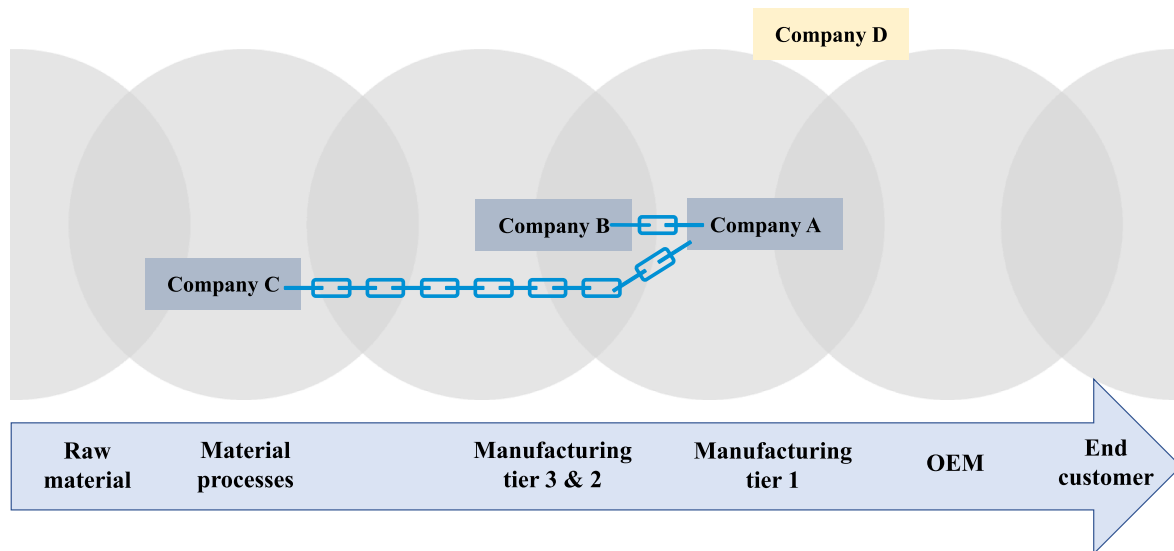 Company D
Company B
Company A
Company C
Raw
material
Material
processes
Manufacturing
tier 3 & 2
Manufacturing
tier 1
OEM
End
customer